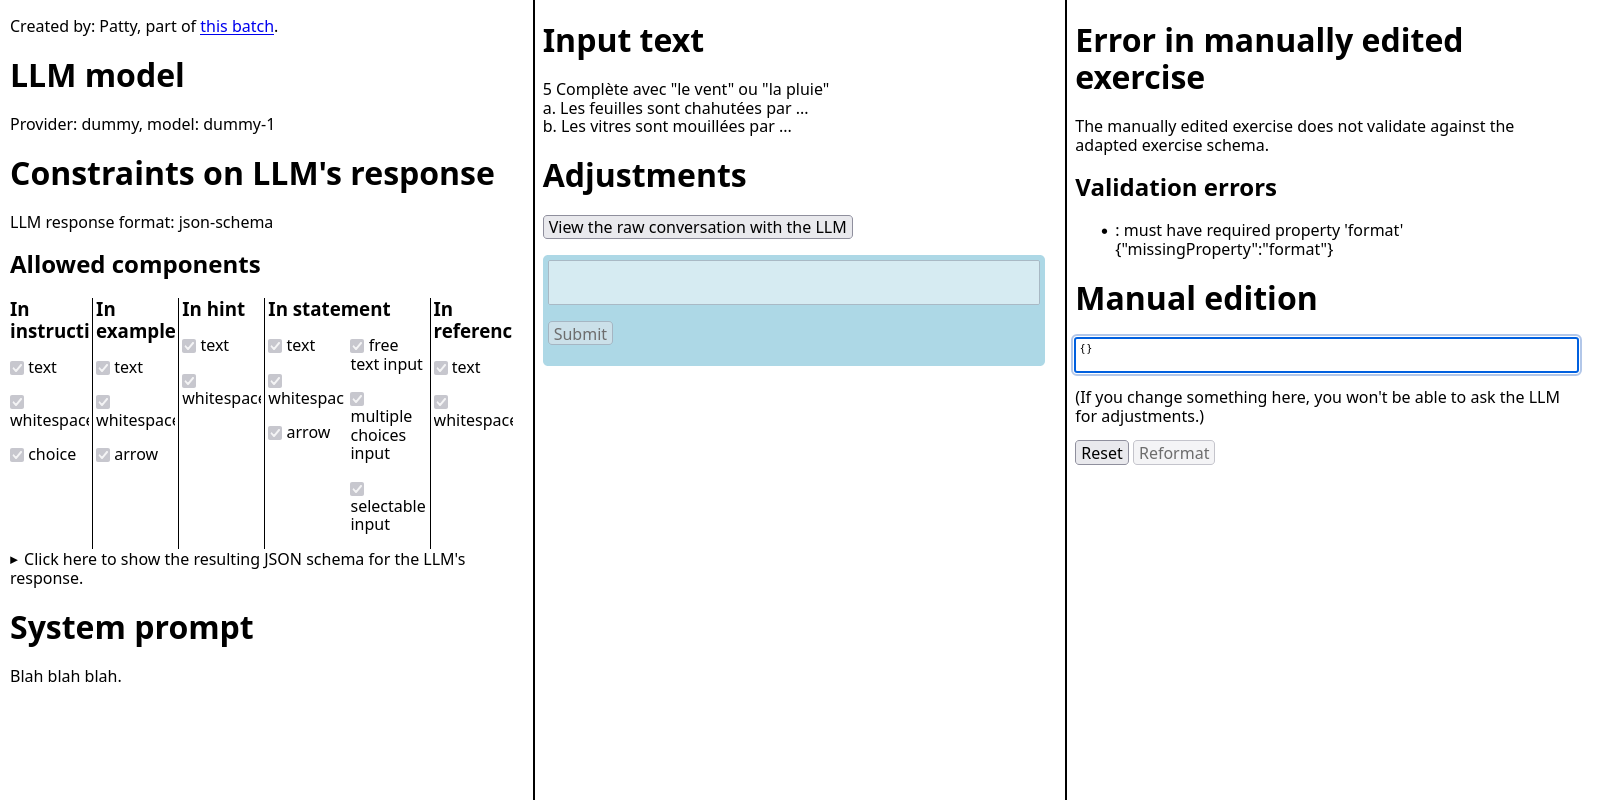 Created by: Patty, part of this batch.
LLM model
Provider: dummy, model: dummy-1
Constraints on LLM's response
LLM response format: json-schema
Allowed components
In
instructi
text
whitespace
choice
In
example
text
whitespace
arrow
In hint
text
whitespace
In statement
text
whitespac
arrow
free
text input
multiple
choices
input
selectable
input
In
referenc
text
whitespace
▸ Click here to show the resulting JSON schema for the LLM's
response.
System prompt
Blah blah blah.
Input text
5 Complète avec "le vent" ou "la pluie"
a. Les feuilles sont chahutées par ...
b. Les vitres sont mouillées par ...
Adjustments
View the raw conversation with the LLM
Submit
Error in manually edited
exercise
The manually edited exercise does not validate against the
adapted exercise schema.
Validation errors
• : must have required property 'format'
{"missingProperty":"format"}
Manual edition
{}
(If you change something here, you won't be able to ask the LLM
for adjustments.)
Reset Reformat